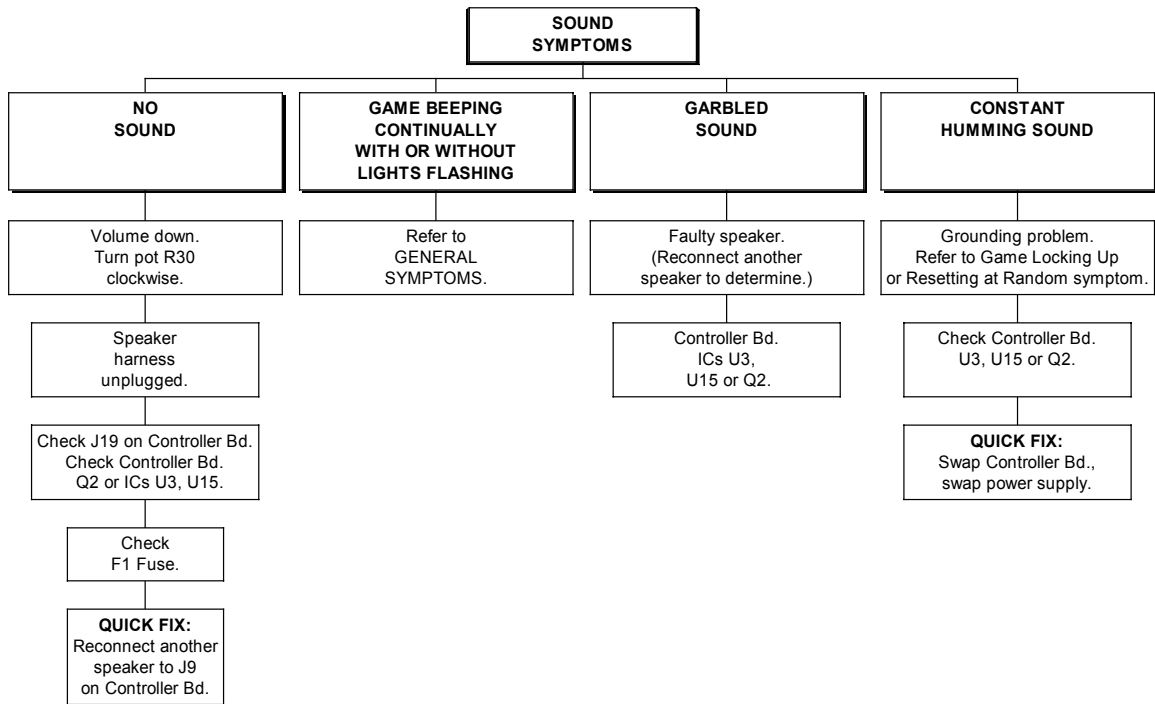 SOUND
SYMPTOMS
NO
SOUND
Volume down.
Turn pot R30
clockwise.
Speaker
harness
unplugged.
Check J19 on Controller Bd.
Check Controller Bd.
Q2 or ICs U3, U15.
Check
F1 Fuse.
QUICK FIX:
Reconnect another
speaker to J9
on Controller Bd.
GAME BEEPING
CONTINUALLY
WITH OR WITHOUT
LIGHTS FLASHING
Refer to
GENERAL
SYMPTOMS.
GARBLED
SOUND
Faulty speaker.
(Reconnect another
speaker to determine.)
Controller Bd.
ICs U3,
U15 or Q2.
CONSTANT
HUMMING SOUND
Grounding problem.
Refer to Game Locking Up
or Resetting at Random symptom.
Check Controller Bd.
U3, U15 or Q2.
QUICK FIX:
Swap Controller Bd.,
swap power supply.